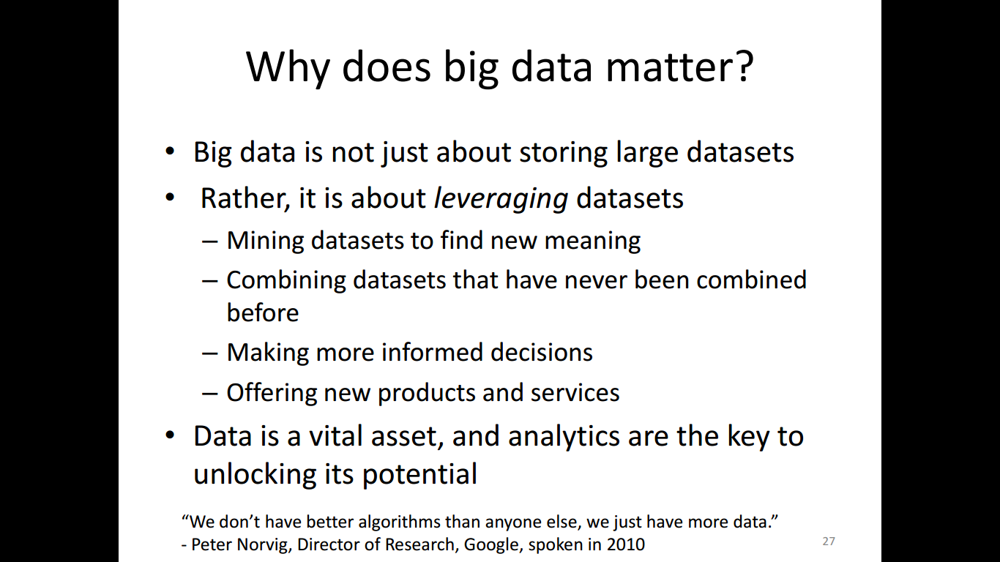 Why does big data matter?
• Big data is not just about storing large datasets
• Rather, it is about leveraging datasets
– Mining datasets to find new meaning
– Combining datasets that have never been combined
before
– Making more informed decisions
– Offering new products and services
• Data is a vital asset, and analytics are the key to
unlocking its potential
“We don’t have better algorithms than anyone else, we just have more data.”
- Peter Norvig, Director of Research, Google, spoken in 2010
27